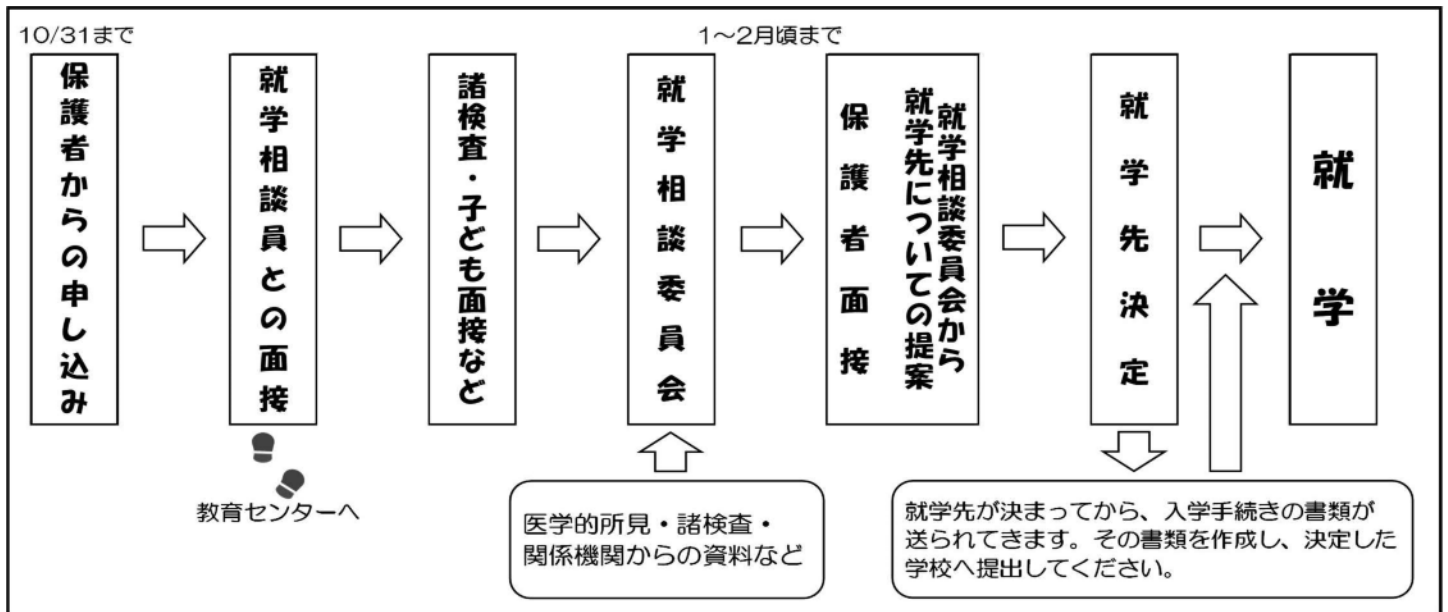 10/31まで
保護者からの申し込み
就学相談員との面接
教育センターへ
諸検査・子ども面接など
就学相談委員会
医学的所見・諸検査・
関係機関からの資料など
1～2月頃まで
就学相談委員会から
就学先についての提案
保護者面接
就学先決定
就学先が決まってから、入学手続きの書類が
送られてきます。その書類を作成し、決定した
学校へ提出してください。
就学